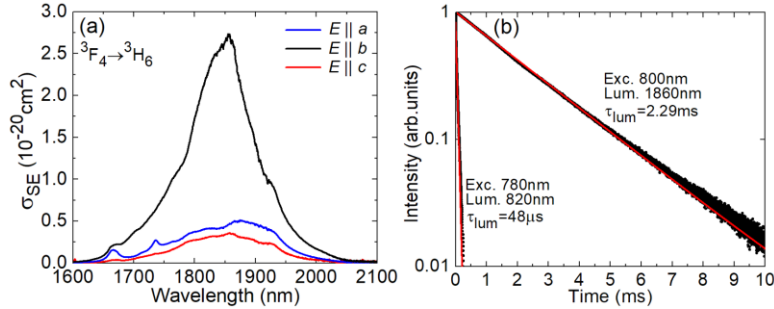 (a)
³F₄→³H₆
E || a
E || b
E || c
3.0
2.5
2.0
1.5
1.0
0.5
0.0
σSE (10⁻²⁰cm²)
1600 1700 1800 1900 2000 2100
Wavelength (nm)
(b)
1
0.1
0.01
Intensity (arb.units)
Exc. 800nm
Lum. 1860nm
τlum=2.29ms
Exc. 780nm
Lum. 820nm
τlum=48μs
0 1 2 3 4 5 6 7 8 9 10
Time (ms)